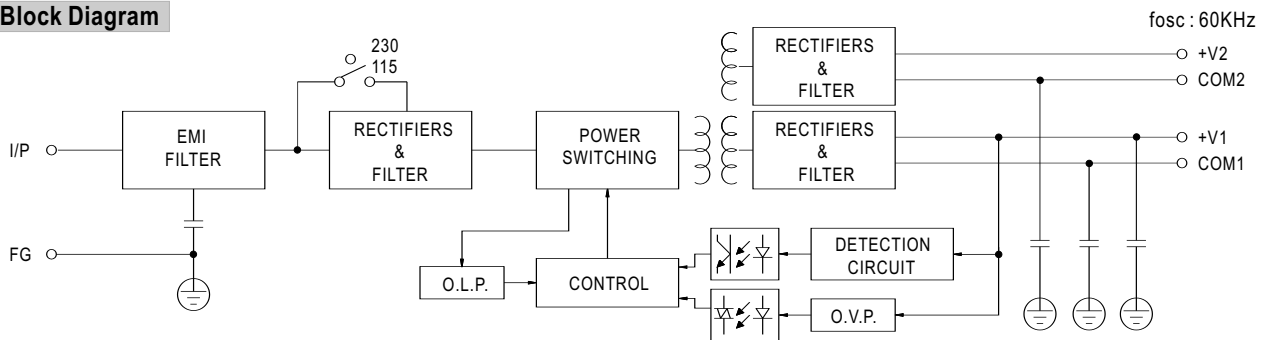 Block Diagram
fosc : 60KHz
230
115
I/P
EMI
FILTER
RECTIFIERS
&
FILTER
POWER
SWITCHING
RECTIFIERS
&
FILTER
+V2
COM2
RECTIFIERS
&
FILTER
+V1
COM1
FG
O.L.P.
CONTROL
DETECTION
CIRCUIT
O.V.P.